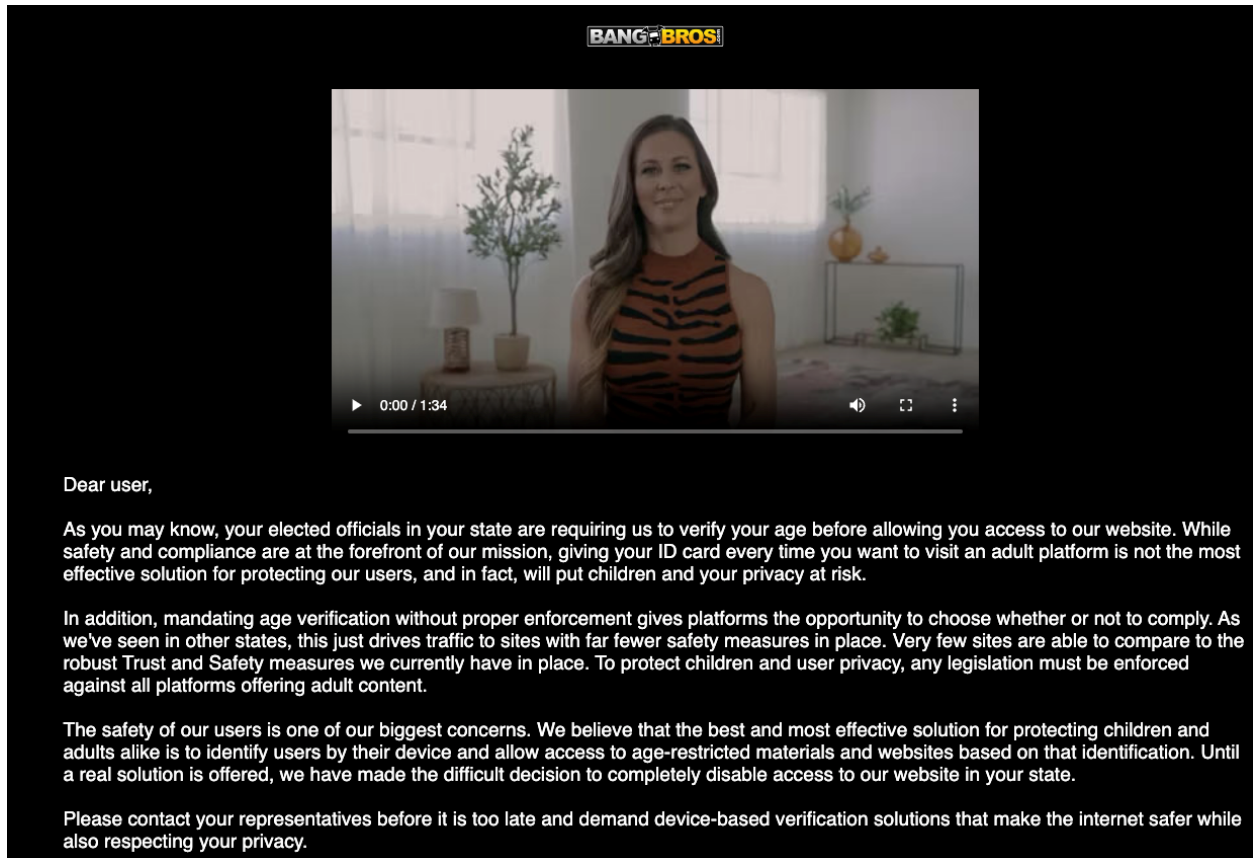 BANGBROS.com
0:00 / 1:34
Dear user,
As you may know, your elected officials in your state are requiring us to verify your age before allowing you access to our website. While
safety and compliance are at the forefront of our mission, giving your ID card every time you want to visit an adult platform is not the most
effective solution for protecting our users, and in fact, will put children and your privacy at risk.
In addition, mandating age verification without proper enforcement gives platforms the opportunity to choose whether or not to comply. As
we've seen in other states, this just drives traffic to sites with far fewer safety measures in place. Very few sites are able to compare to the
robust Trust and Safety measures we currently have in place. To protect children and user privacy, any legislation must be enforced
against all platforms offering adult content.
The safety of our users is one of our biggest concerns. We believe that the best and most effective solution for protecting children and
adults alike is to identify users by their device and allow access to age-restricted materials and websites based on that identification. Until
a real solution is offered, we have made the difficult decision to completely disable access to our website in your state.
Please contact your representatives before it is too late and demand device-based verification solutions that make the internet safer while
also respecting your privacy.